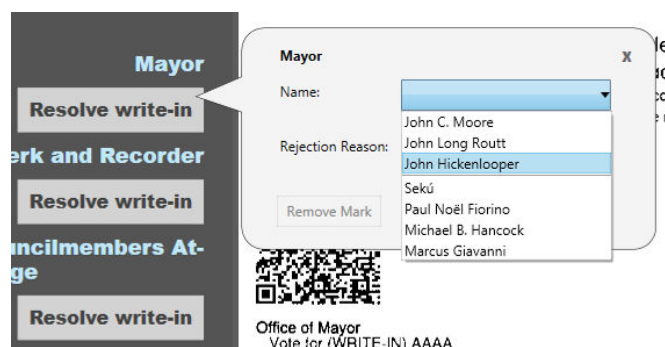 Mayor
Resolve write-in
erk and Recorder
Resolve write-in
uncilmembers At-
ge
Resolve write-in
Mayor
X
Name:
Rejection Reason:
John C. Moore
John Long Routt
John Hickenlooper
Sekú
Paul Noël Fiorino
Michael B. Hancock
Marcus Giavanni
Remove Mark
Office of Mayor
Vote for (WRITE-IN) AAAA